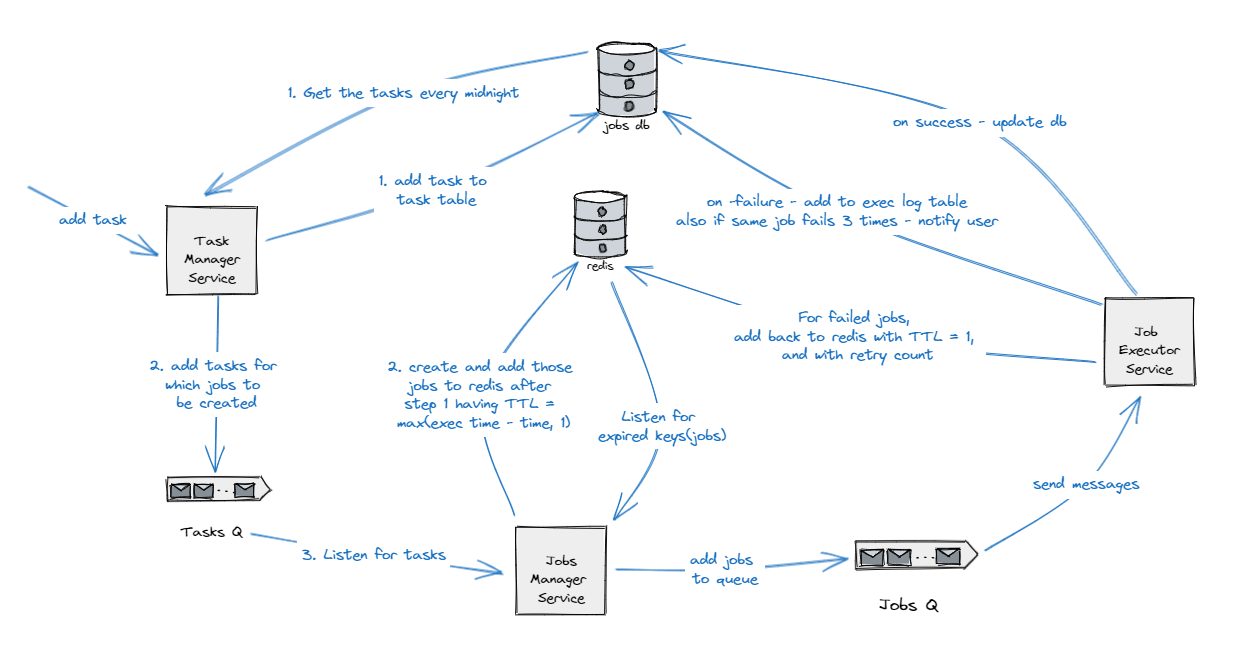 1. Get the tasks every midnight
jobs db
on success - update db
1. add task to
task table
add task
on -failure - add to exec log table
also if same job fails 3 times - notify user
Task
Manager
Service
redis
For failed jobs,
add back to redis with TTL = 1,
and with retry count
Job
Executor
Service
2. add tasks for
which jobs to
be created
2. create and add those
jobs to redis after
step 1 having TTL =
max(exec time - time, 1)
Listen for
expired keys(jobs)
send messages
Tasks Q
3. Listen for tasks
Jobs
Manager
Service
add jobs
to queue
Jobs Q